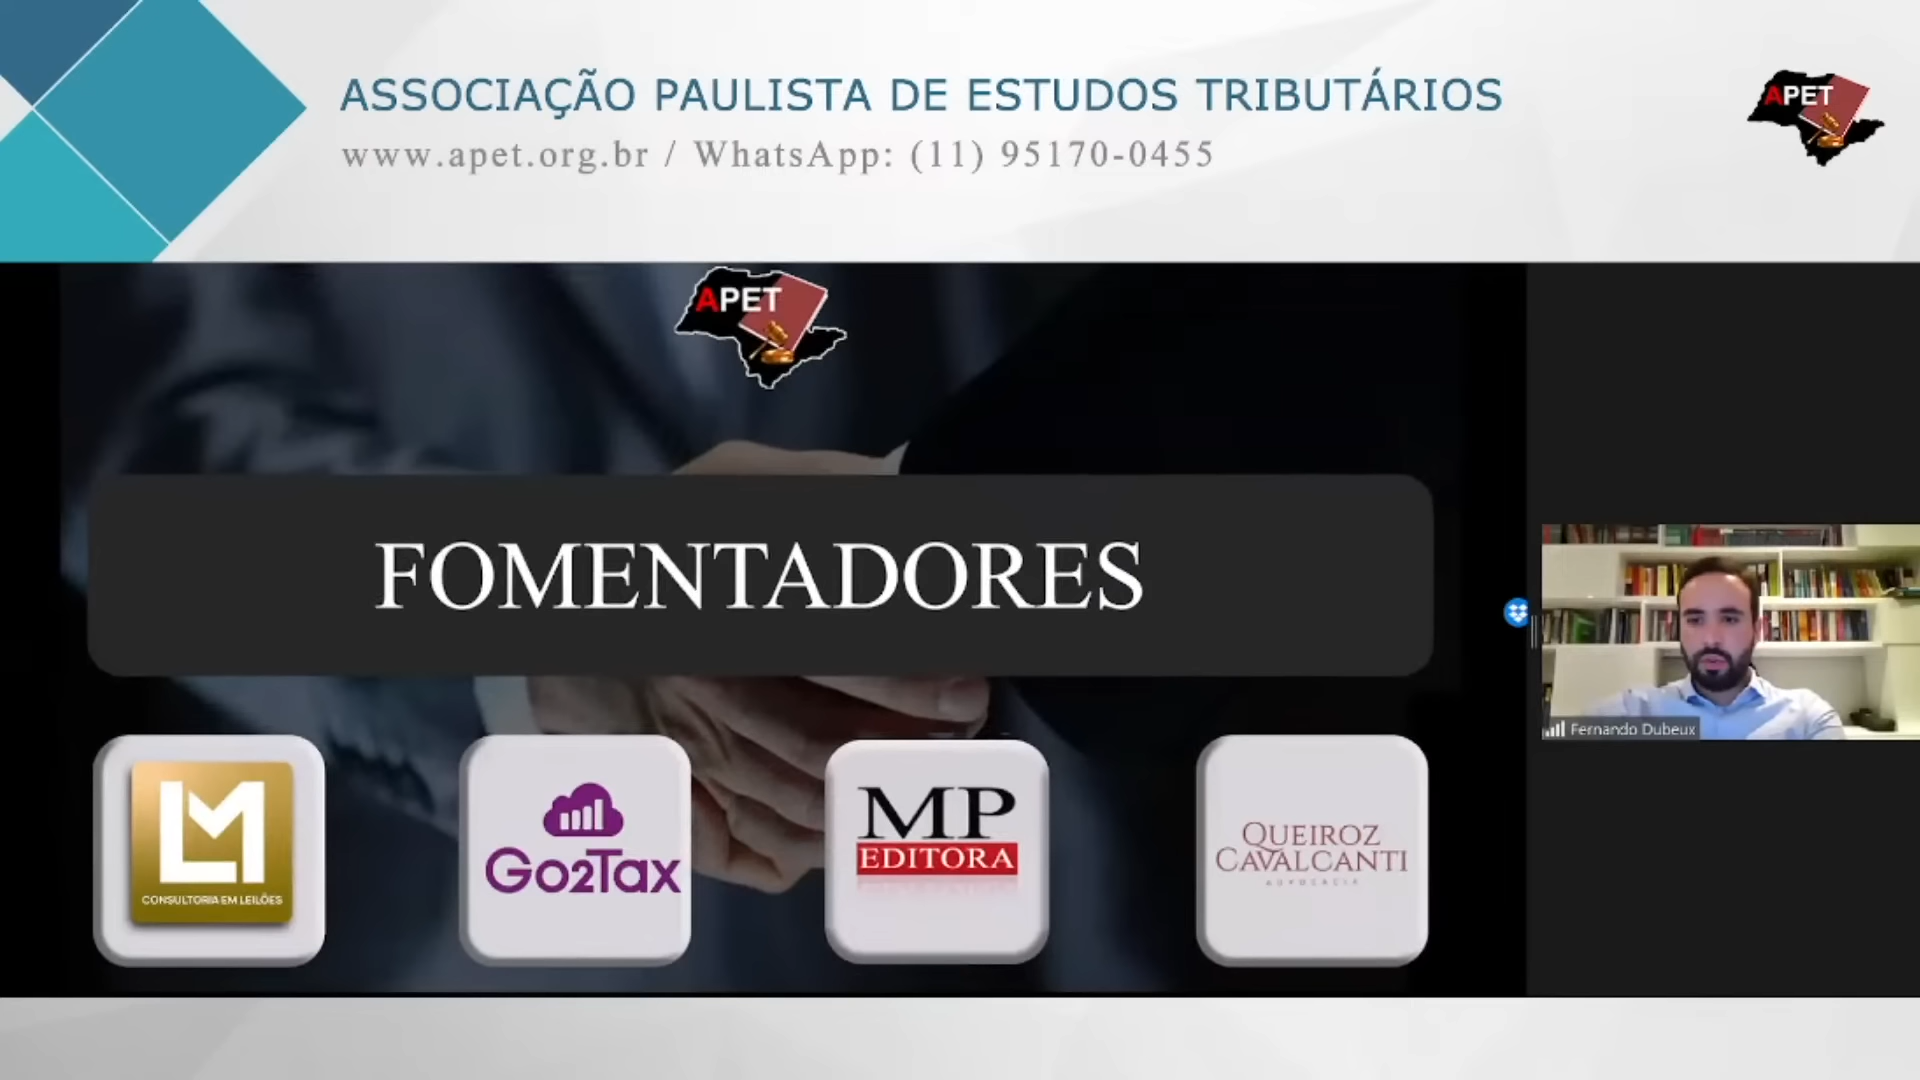 ASSOCIAÇÃO PAULISTA DE ESTUDOS TRIBUTÁRIOS
www.apet.org.br / WhatsApp: (11) 95170-0455
APET
APET
FOMENTADORES
Fernando Dubeux
LM
CONSULTORIA EM LEILÕES
Go2Tax
MP
EDITORA
QUEIROZ
CAVALCANTI
ADVOCACIA